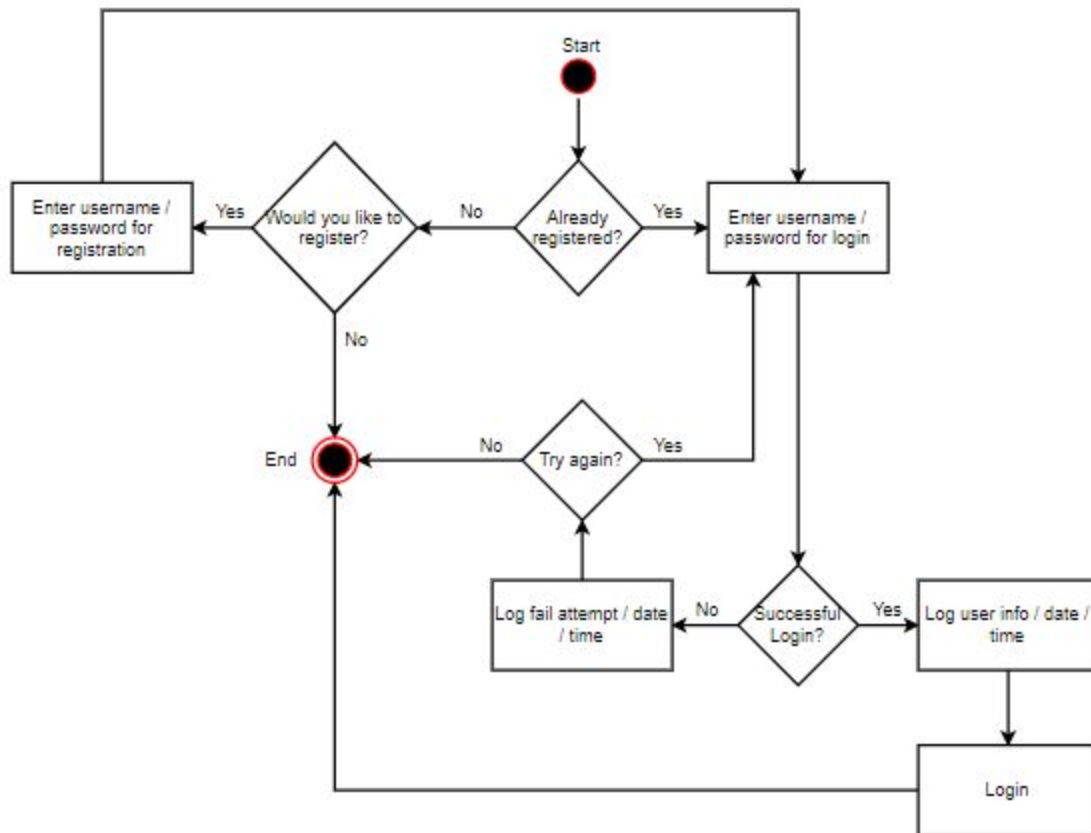 Start
Enter username /
password for
registration
Yes
Would you like to
register?
No
Already
registered?
Yes
Enter username /
password for login
No
End
No
Try again?
Yes
Log fail attempt / date
/ time
No
Successful
Login?
Yes
Log user info / date /
time
Login